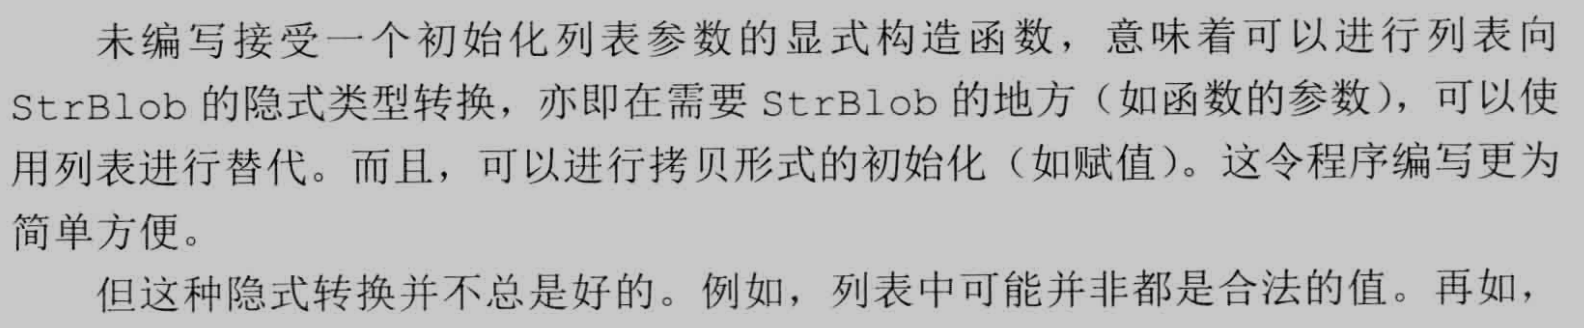 未编写接受一个初始化列表参数的显式构造函数，意味着可以进行列表向
StrBlob 的隐式类型转换，亦即在需要 StrBlob 的地方（如函数的参数），可以使
用列表进行替代。而且，可以进行拷贝形式的初始化（如赋值）。这令程序编写更为
简单方便。
但这种隐式转换并不总是好的。例如，列表中可能并非都是合法的值。再如，